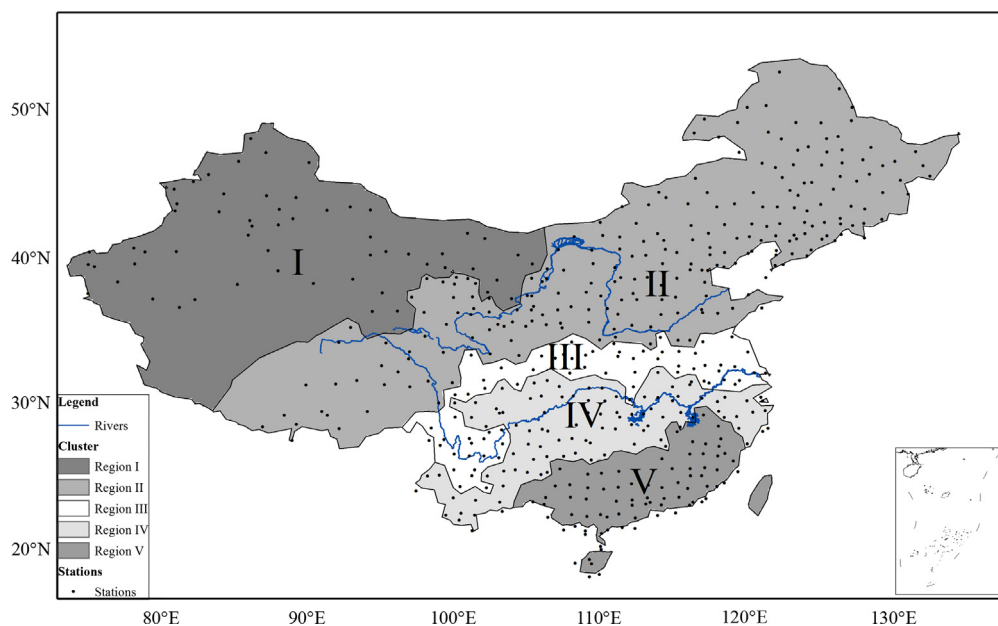 50°N
40°N
30°N
20°N
I
II
III
IV
V
Legend
Rivers
Cluster
Region I
Region II
Region III
Region IV
Region V
Stations
Stations
80°E 90°E 100°E 110°E 120°E 130°E